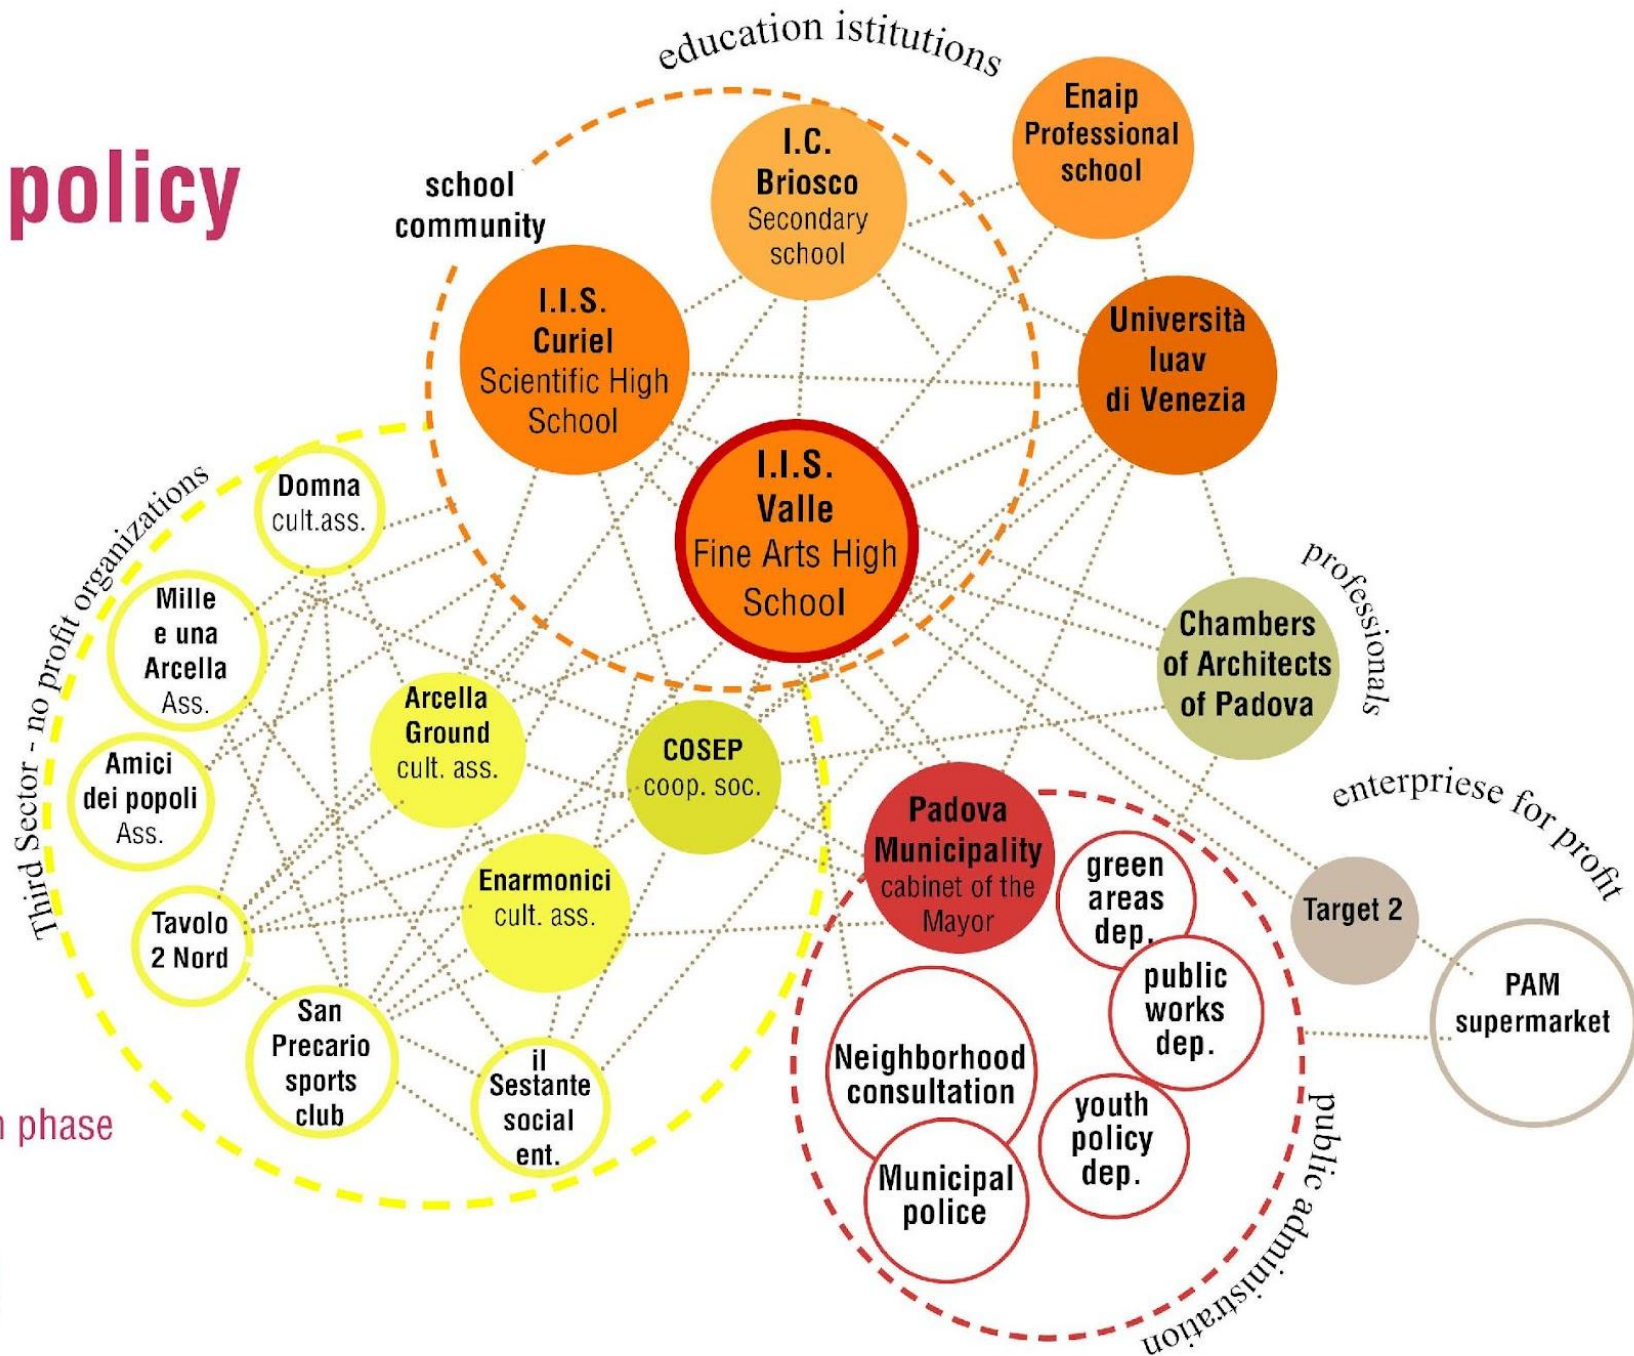 policy
education istitutions
school
community
I.C.
Briosco
Secondary
school
Enaip
Professional
school
I.I.S.
Curiel
Scientific High
School
Università
Iuav
di Venezia
I.I.S.
Valle
Fine Arts High
School
professionals
Chambers
of Architects
of Padova
Third Sector - no profit organizations
Domna
cult.ass.
Mille
e una
Arcella
Ass.
Amici
dei popoli
Ass.
Arcella
Ground
cult. ass.
COSEP
coop. soc.
Tavolo
2 Nord
Enarmonici
cult. ass.
San
Precario
sports
club
il
Sestante
social
ent.
Padova
Municipality
cabinet of the
Mayor
green
areas
dep.
public
works
dep.
Neighborhood
consultation
youth
policy
dep.
Municipal
police
public administration
enterpriese for profit
Target 2
PAM
supermarket
phase